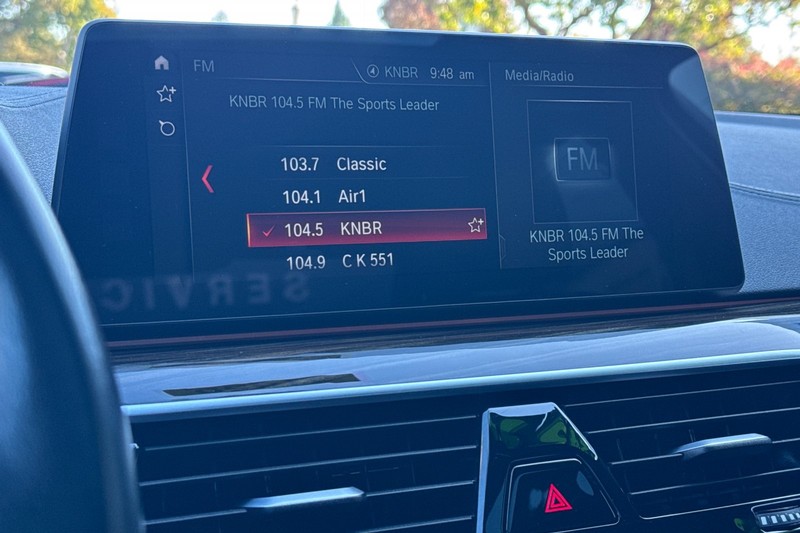 FM
KNBR 9:48 am
Media/Radio
KNBR 104.5 FM The Sports Leader
103.7 Classic
104.1 Air1
104.5 KNBR
104.9 C K 551
FM
KNBR 104.5 FM The
Sports Leader
SERVIC